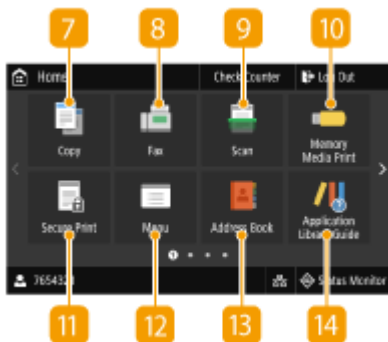 7 8 9 10
Home Check Counter Log Out
Copy Fax Scan Memory
Media Print
Secure Print Menu Address Book Application
Library Guide
7654321 Status Monitor
11 12 13 14